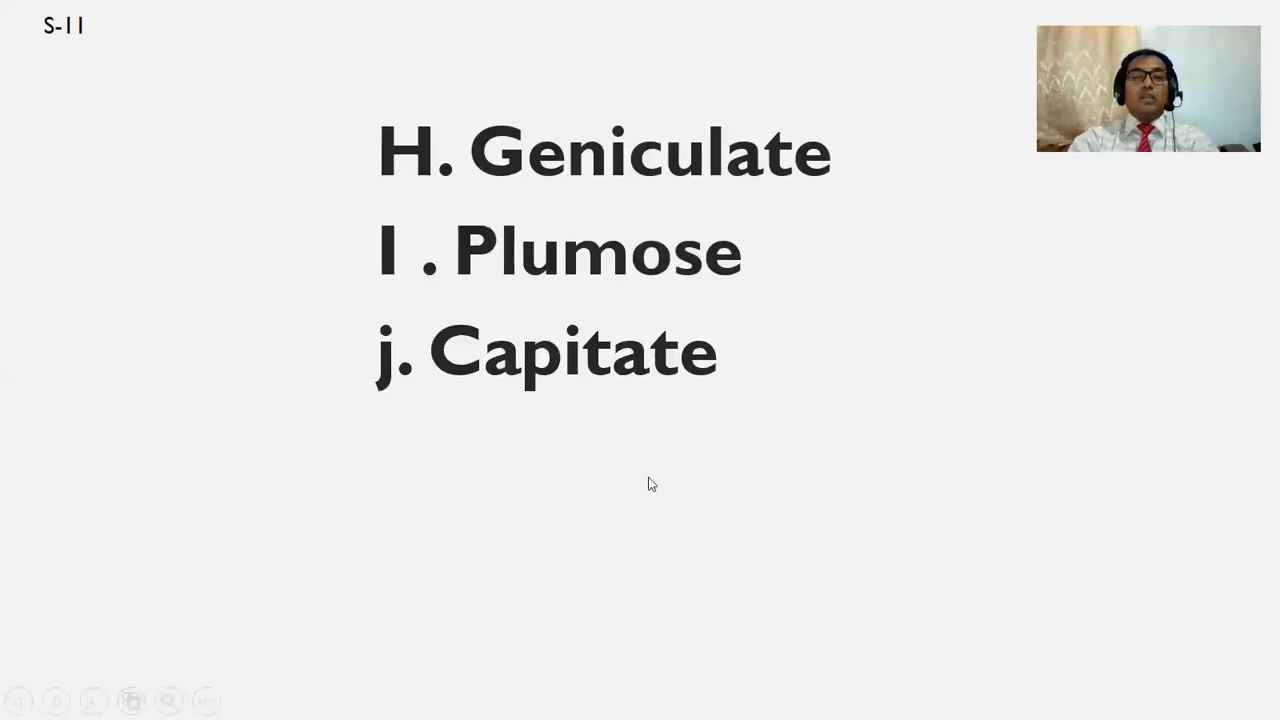 S-11
H. Geniculate
I . Plumose
j. Capitate